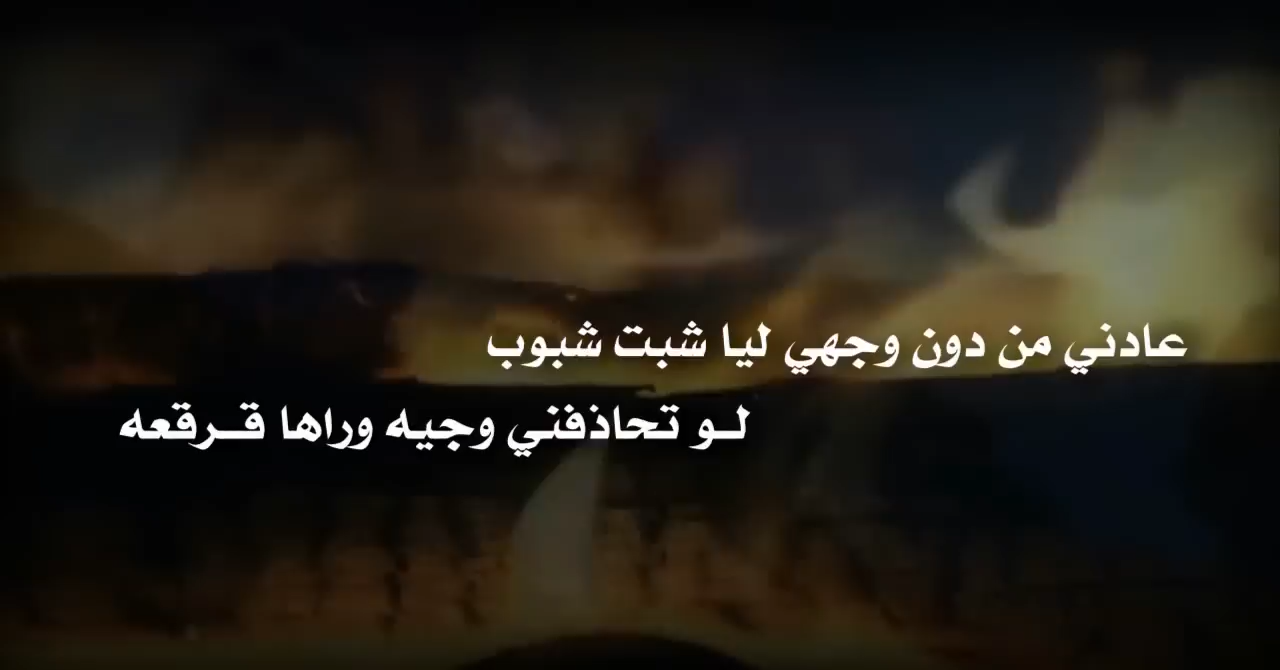 عادني من دون وجهي ليا شبت شبوب
لـو تحاذفني وجيه وراها قـرقعه